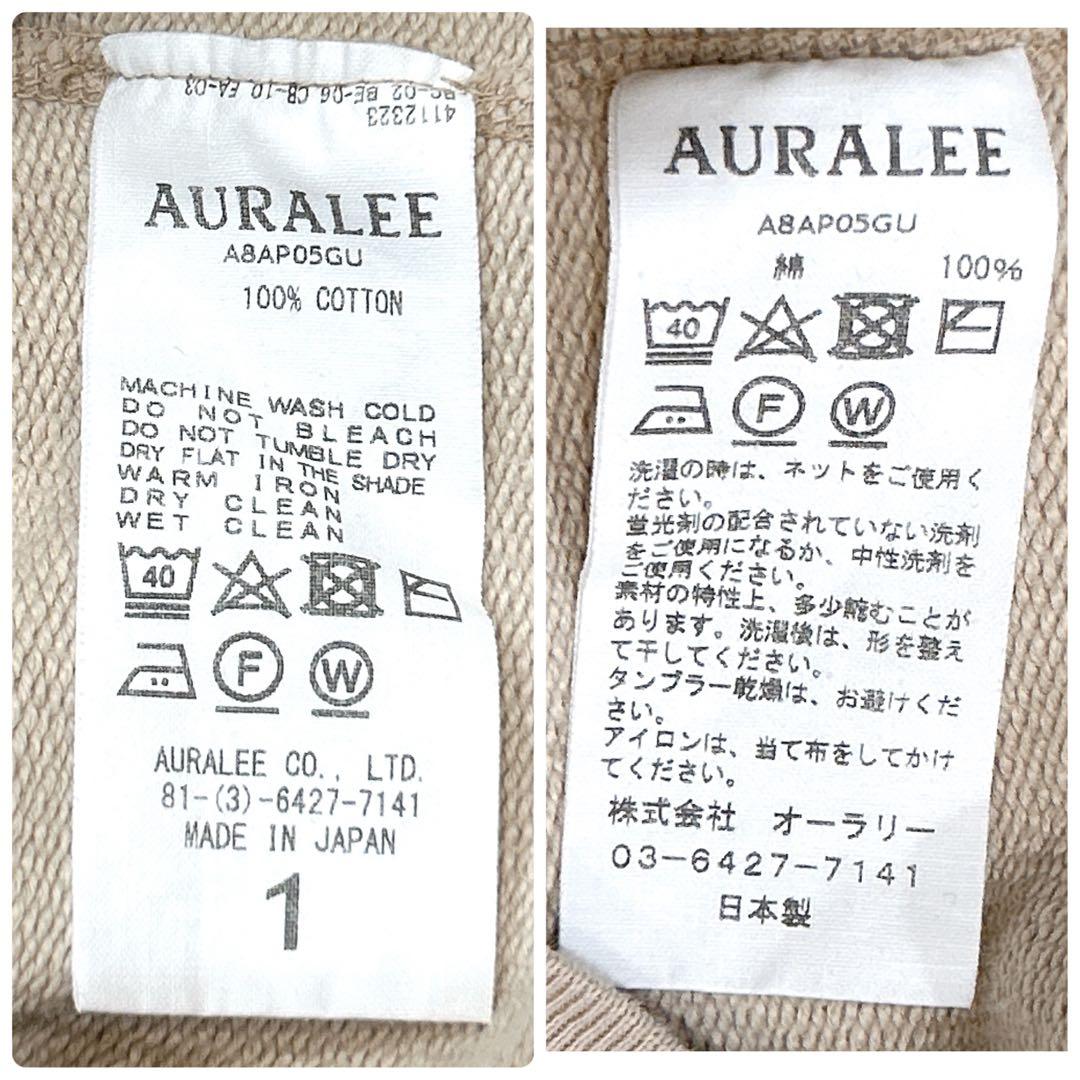 4112323
BC-02 BE-06 CB-10 EA-03
AURALEE
A8AP05GU
100% COTTON
MACHINE WASH COLD
DO NOT BLEACH
DO NOT TUMBLE DRY
DRY FLAT IN THE SHADE
WARM IRON
DRY CLEAN
WET CLEAN
40
F W
AURALEE CO., LTD.
81-(3)-6427-7141
MADE IN JAPAN
1
AURALEE
A8AP05GU
綿 100%
40
F W
洗濯の時は、ネットをご使用く
ださい。
蛍光剤の配合されていない洗剤
をご使用になるか、中性洗剤を
ご使用ください。
素材の特性上、多少縮むことが
あります。洗濯後は、形を整え
て干してください。
タンブラー乾燥は、お避けくだ
さい。
アイロンは、当て布をしてかけ
てください。
株式会社 オーラリー
03-6427-7141
日本製